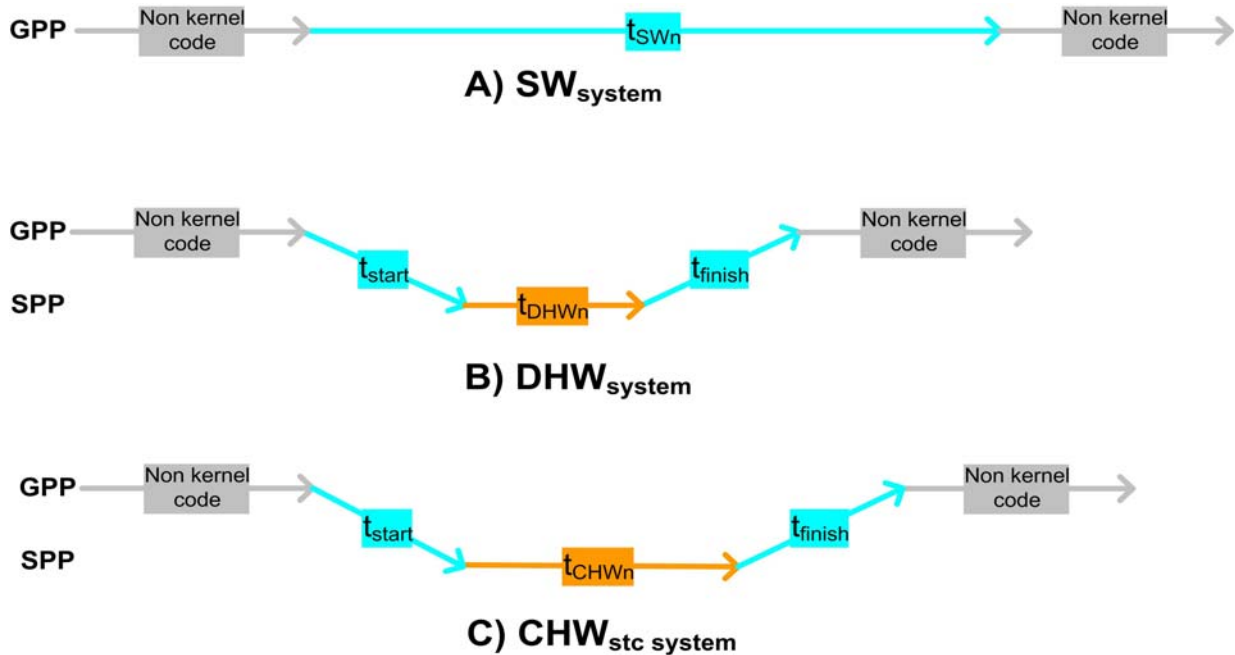 GPP
Non kernel
code
tSWn
Non kernel
code
A) SWsystem
GPP
Non kernel
code
tstart
tfinish
Non kernel
code
SPP
tDHWn
B) DHWsystem
GPP
Non kernel
code
tstart
tfinish
Non kernel
code
SPP
tCHWn
C) CHWstc system